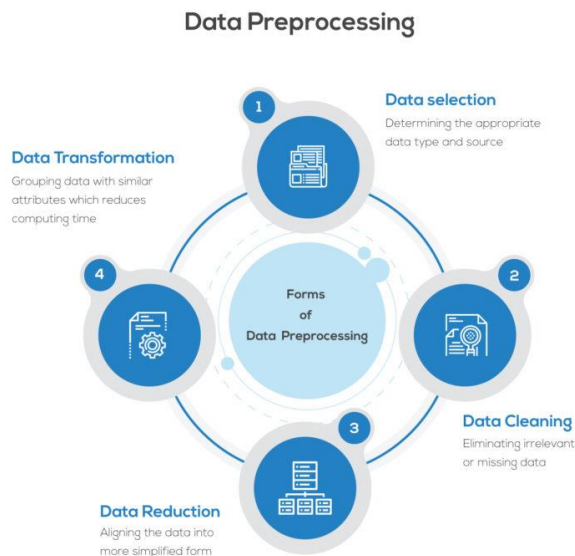 Data Preprocessing
1
Data selection
Determining the appropriate
data type and source
2
Data Cleaning
Eliminating irrelevant
or missing data
3
Data Reduction
Aligning the data into
more simplified form
4
Data Transformation
Grouping data with similar
attributes which reduces
computing time
Forms
of
Data Preprocessing